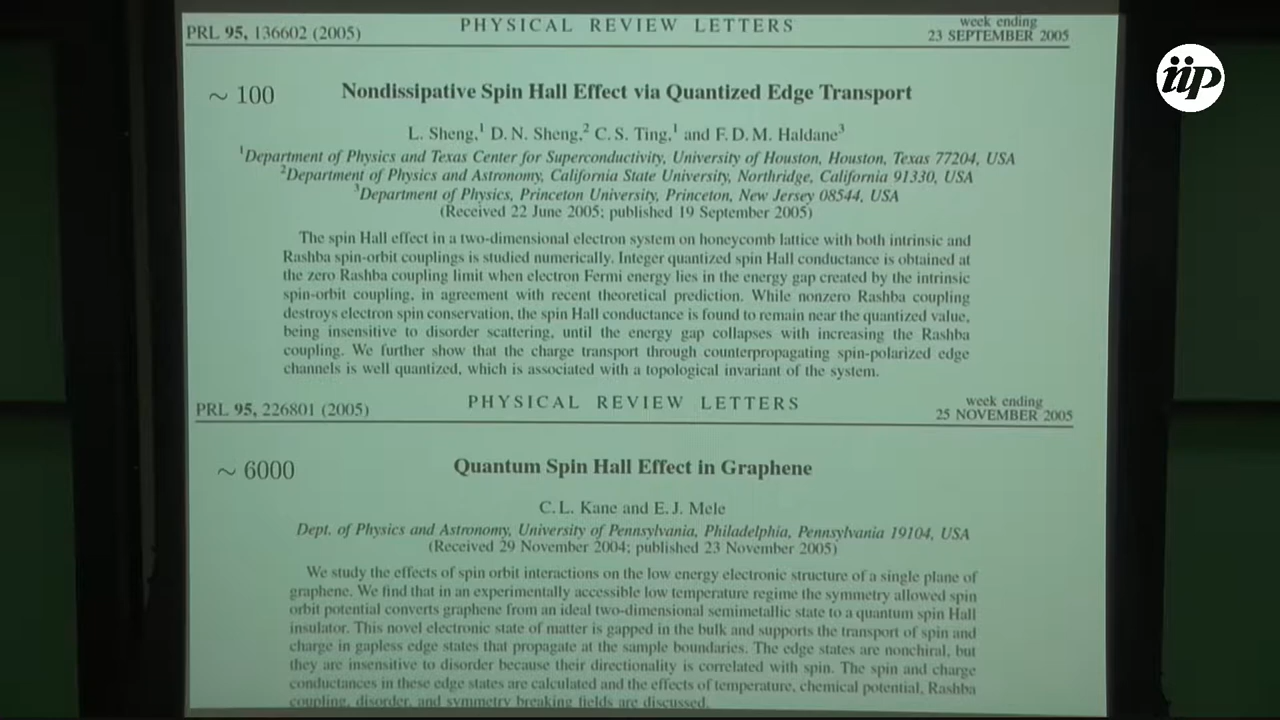 iip
PHYSICAL REVIEW LETTERS
week ending
PRL 95, 136602 (2005)
23 SEPTEMBER 2005
~ 100
Nondissipative Spin Hall Effect via Quantized Edge Transport
L. Sheng,¹ D. N. Sheng,² C. S. Ting,¹ and F. D. M. Haldane³
¹Department of Physics and Texas Center for Superconductivity, University of Houston, Houston, Texas 77204, USA
²Department of Physics and Astronomy, California State University, Northridge, California 91330, USA
³Department of Physics, Princeton University, Princeton, New Jersey 08544, USA
(Received 22 June 2005; published 19 September 2005)
The spin Hall effect in a two-dimensional electron system on honeycomb lattice with both intrinsic and
Rashba spin-orbit couplings is studied numerically. Integer quantized spin Hall conductance is obtained at
the zero Rashba coupling limit when electron Fermi energy lies in the energy gap created by the intrinsic
spin-orbit coupling, in agreement with recent theoretical prediction. While nonzero Rashba coupling
destroys electron spin conservation, the spin Hall conductance is found to remain near the quantized value,
being insensitive to disorder scattering, until the energy gap collapses with increasing the Rashba
coupling. We further show that the charge transport through counterpropagating spin-polarized edge
channels is well quantized, which is associated with a topological invariant of the system.
PHYSICAL REVIEW LETTERS
week ending
PRL 95, 226801 (2005)
25 NOVEMBER 2005
~ 6000
Quantum Spin Hall Effect in Graphene
C. L. Kane and E. J. Mele
Dept. of Physics and Astronomy, University of Pennsylvania, Philadelphia, Pennsylvania 19104, USA
(Received 29 November 2004; published 23 November 2005)
We study the effects of spin orbit interactions on the low energy electronic structure of a single plane of
graphene. We find that in an experimentally accessible low temperature regime the symmetry allowed spin
orbit potential converts graphene from an ideal two-dimensional semimetallic state to a quantum spin Hall
insulator. This novel electronic state of matter is gapped in the bulk and supports the transport of spin and
charge in gapless edge states that propagate at the sample boundaries. The edge states are nonchiral, but
they are insensitive to disorder because their directionality is correlated with spin. The spin and charge
conductances in these edge states are calculated and the effects of temperature, chemical potential, Rashba
coupling, disorder, and symmetry breaking fields are discussed.